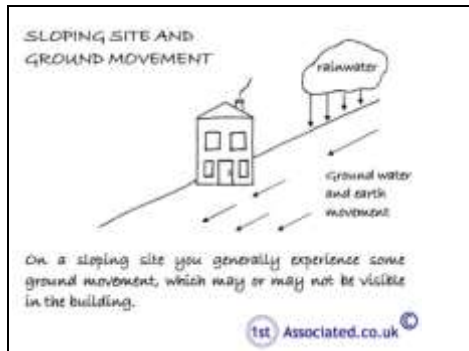 SLOPING SITE AND
GROUND MOVEMENT
rainwater
Ground water
and earth
movement
On a sloping site you generally experience some
ground movement, which may or may not be visible
in the building.
1st Associated.co.uk ©